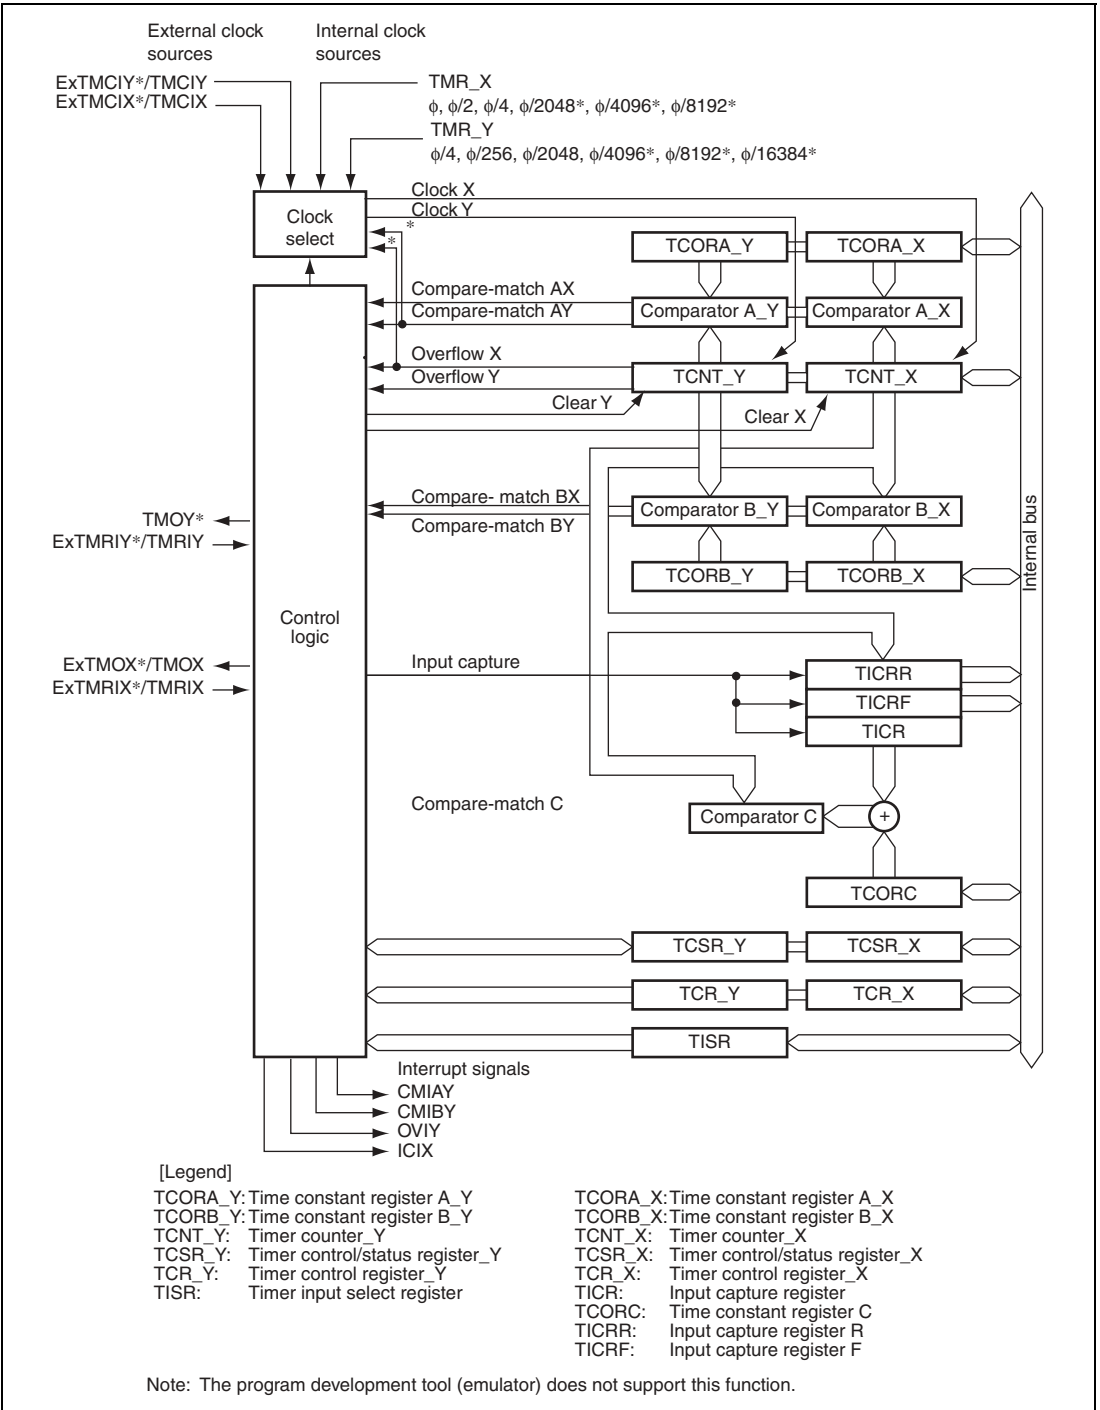 External clock sources
Internal clock sources
ExTMCIY*/TMCIY
ExTMCIX*/TMCIX
TMR_X
ϕ, ϕ/2, ϕ/4, ϕ/2048*, ϕ/4096*, ϕ/8192*
TMR_Y
ϕ/4, ϕ/256, ϕ/2048, ϕ/4096*, ϕ/8192*, ϕ/16384*
Clock select
Clock X
Clock Y
*
*
TCORA_Y
TCORA_X
Compare-match AX
Compare-match AY
Comparator A_Y
Comparator A_X
Overflow X
Overflow Y
TCNT_Y
TCNT_X
Clear Y
Clear X
Compare- match BX
Compare-match BY
Comparator B_Y
Comparator B_X
TMOY*
ExTMRIY*/TMRIY
TCORB_Y
TCORB_X
Internal bus
Control logic
ExTMOX*/TMOX
ExTMRIX*/TMRIX
Input capture
TICRR
TICRF
TICR
Compare-match C
Comparator C
+
TCORC
TCSR_Y
TCSR_X
TCR_Y
TCR_X
TISR
Interrupt signals
CMIAY
CMIBY
OVIY
ICIX
[Legend]
TCORA_Y: Time constant register A_Y
TCORB_Y: Time constant register B_Y
TCNT_Y: Timer counter_Y
TCSR_Y: Timer control/status register_Y
TCR_Y: Timer control register_Y
TISR: Timer input select register
TCORA_X: Time constant register A_X
TCORB_X: Time constant register B_X
TCNT_X: Timer counter_X
TCSR_X: Timer control/status register_X
TCR_X: Timer control register_X
TICR: Input capture register
TCORC: Time constant register C
TICRR: Input capture register R
TICRF: Input capture register F
Note: The program development tool (emulator) does not support this function.